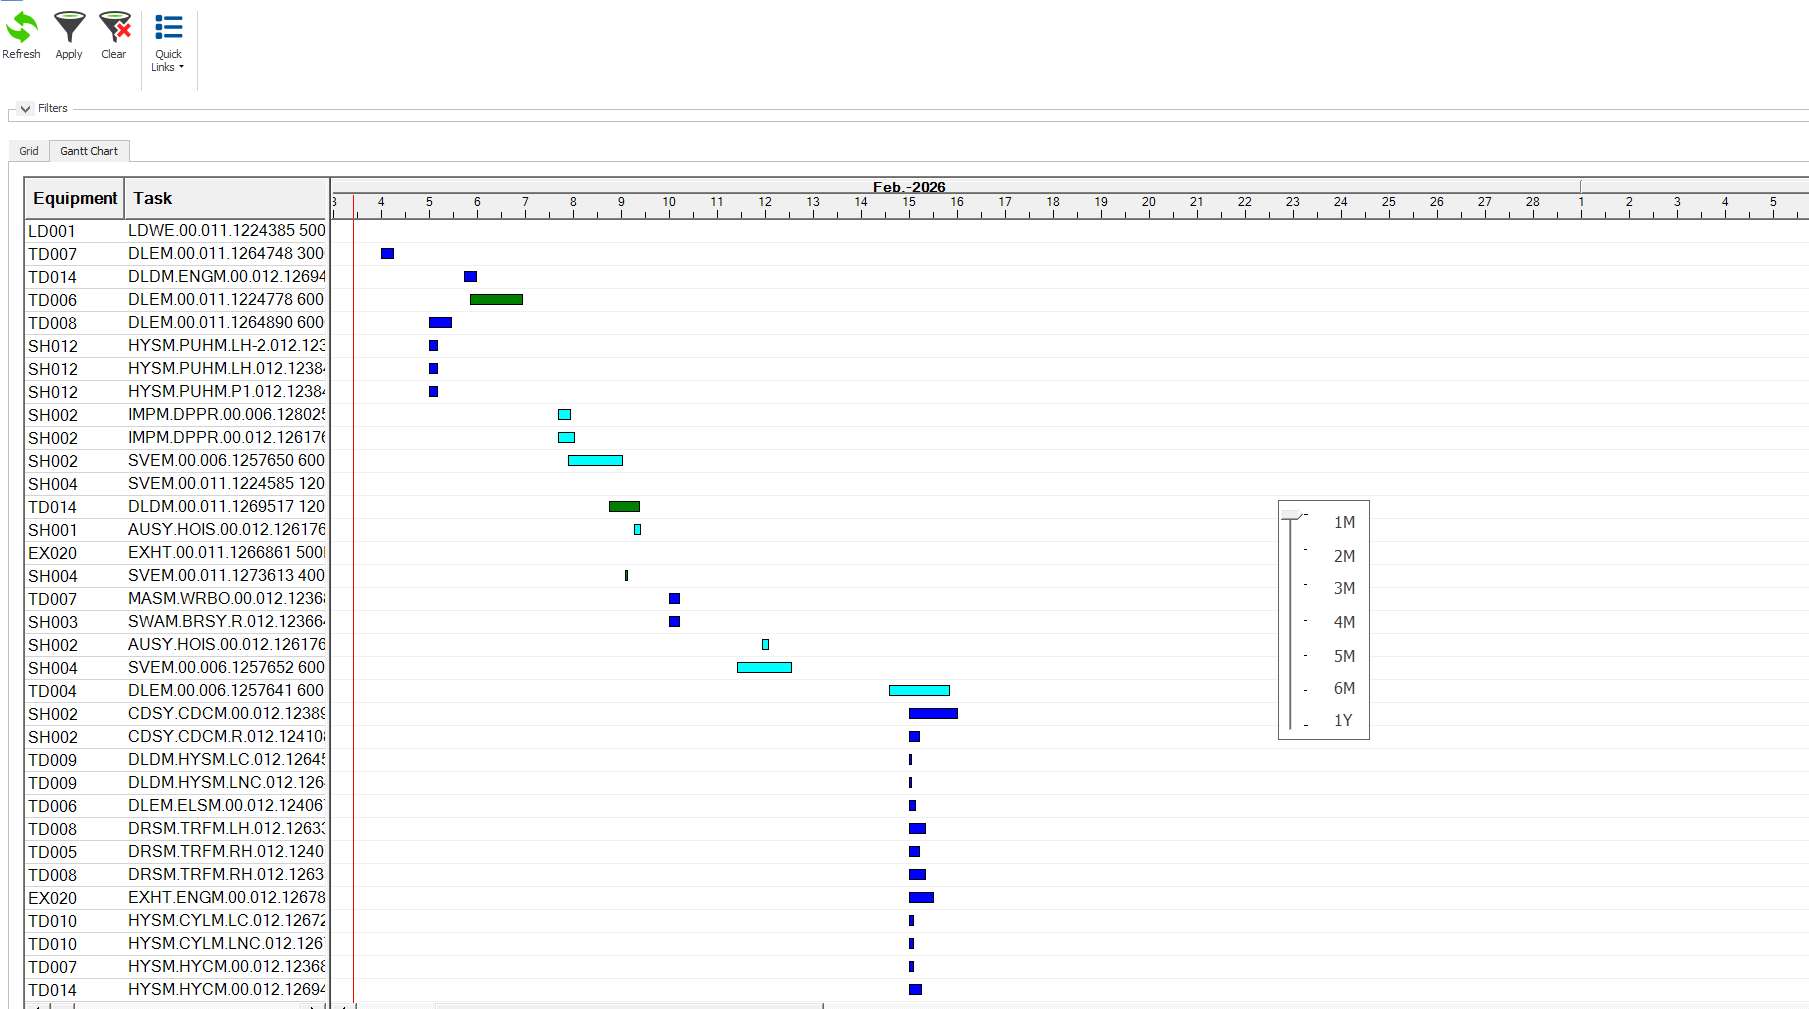 Refresh Apply Clear Quick Links
Filters
Grid Gantt Chart
Equipment Task
Feb.-2026
3 4 5 6 7 8 9 10 11 12 13 14 15 16 17 18 19 20 21 22 23 24 25 26 27 28 1 2 3 4 5
LD001 LDWE.00.011.1224385 500
TD007 DLEM.00.011.1264748 300
TD014 DLDM.ENGM.00.012.12694
TD006 DLEM.00.011.1224778 600
TD008 DLEM.00.011.1264890 600
SH012 HYSM.PUHM.LH-2.012.123
SH012 HYSM.PUHM.LH.012.12384
SH012 HYSM.PUHM.P1.012.12384
SH002 IMPM.DPPR.00.006.128025
SH002 IMPM.DPPR.00.012.126176
SH002 SVEM.00.006.1257650 600
SH004 SVEM.00.011.1224585 120
TD014 DLDM.00.011.1269517 120
SH001 AUSY.HOIS.00.012.126176
EX020 EXHT.00.011.1266861 500
SH004 SVEM.00.011.1273613 400
TD007 MASM.WRBO.00.012.12368
SH003 SWAM.BRSY.R.012.123664
SH002 AUSY.HOIS.00.012.126176
SH004 SVEM.00.006.1257652 600
TD004 DLEM.00.006.1257641 600
SH002 CDSY.CDCM.00.012.12389
SH002 CDSY.CDCM.R.012.124108
TD009 DLDM.HYSM.LC.012.12645
TD009 DLDM.HYSM.LNC.012.126
TD006 DLEM.ELSM.00.012.12406
TD008 DRSM.TRFM.LH.012.12633
TD005 DRSM.TRFM.RH.012.1240
TD008 DRSM.TRFM.RH.012.1263
EX020 EXHT.ENGM.00.012.12678
TD010 HYSM.CYLM.LC.012.12672
TD010 HYSM.CYLM.LNC.012.126
TD007 HYSM.HYCM.00.012.12368
TD014 HYSM.HYCM.00.012.12694
1M
2M
3M
4M
5M
6M
1Y